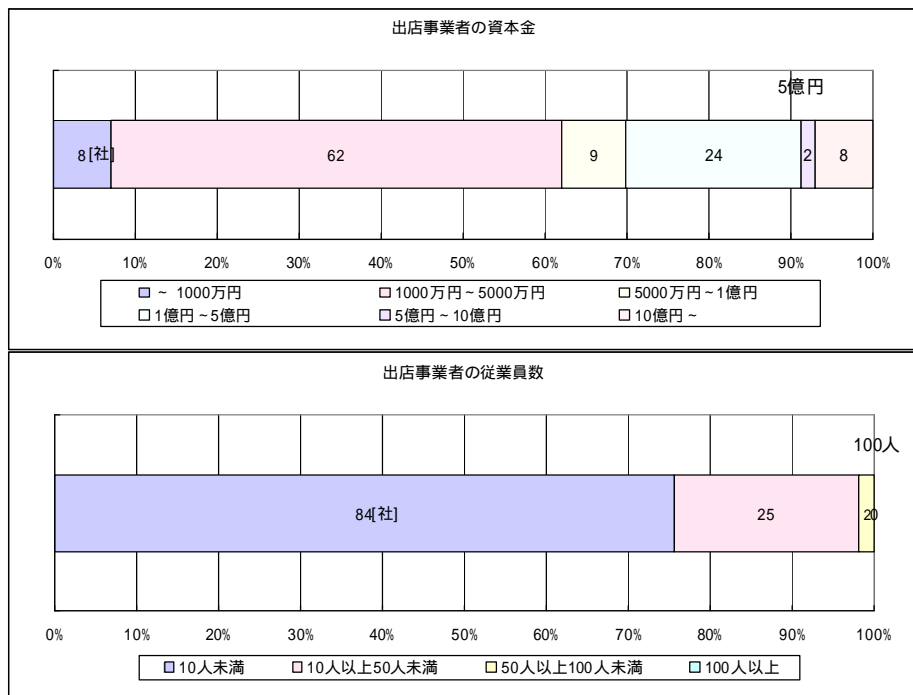 出店事業者の資本金
5億円
8[社] 62 9 24 2 8
0% 10% 20% 30% 40% 50% 60% 70% 80% 90% 100%
~ 1000万円 1000万円~5000万円 5000万円~1億円
1億円~5億円 5億円~10億円 10億円~
出店事業者の従業員数
100人
84[社] 25 2 0
0% 10% 20% 30% 40% 50% 60% 70% 80% 90% 100%
10人未満 10人以上50人未満 50人以上100人未満 100人以上